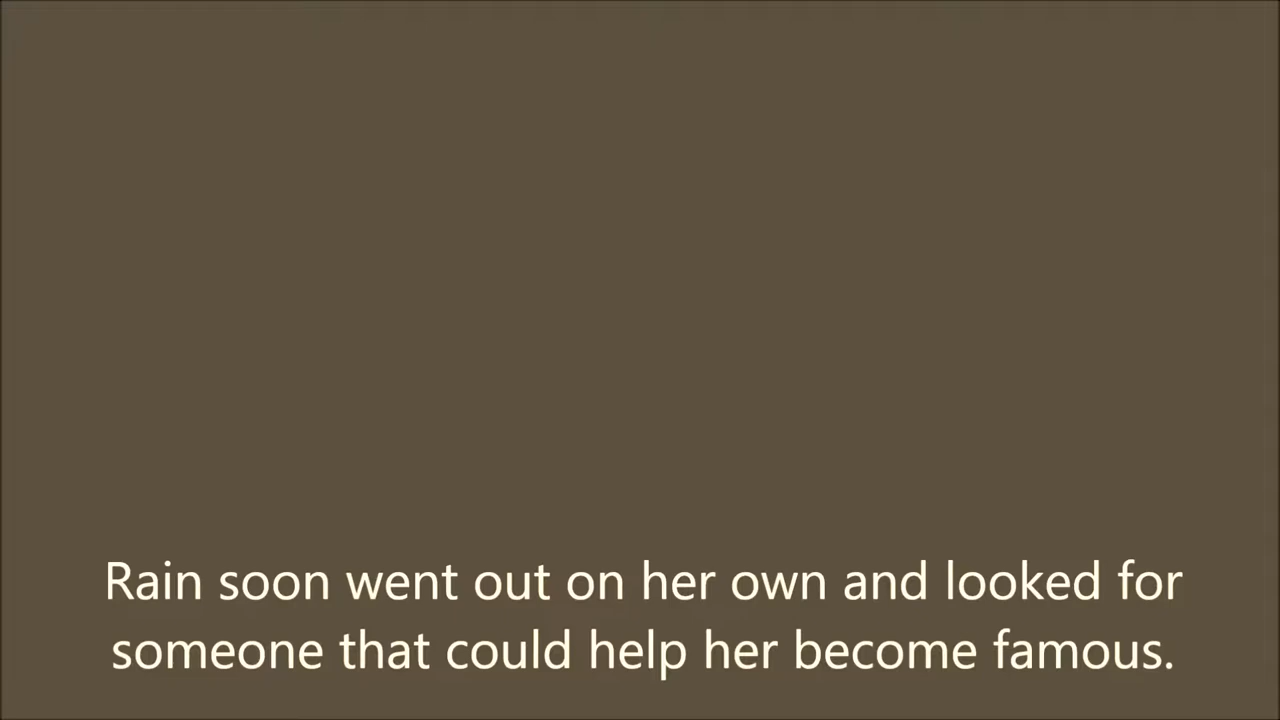 Rain soon went out on her own and looked for
someone that could help her become famous.